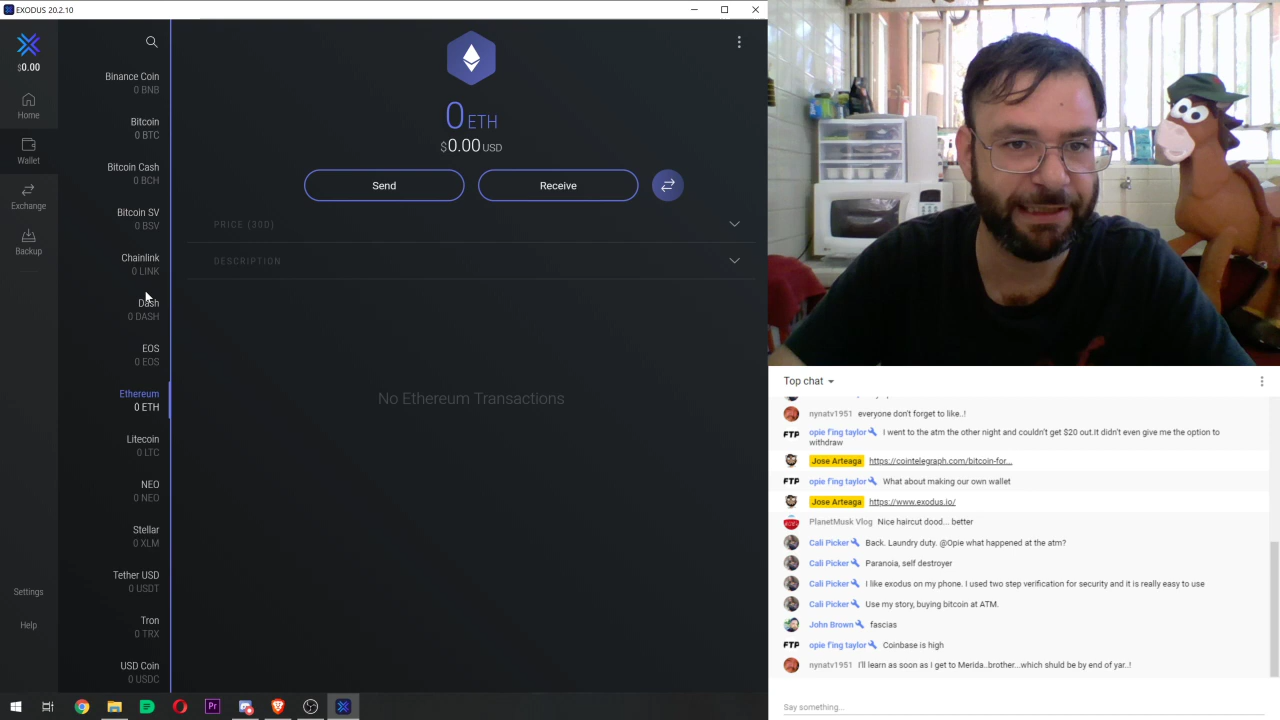 EXODUS 20.2.10
$0.00
Home
Wallet
Exchange
Backup
Settings
Help
Binance Coin
0 BNB
Bitcoin
0 BTC
Bitcoin Cash
0 BCH
Bitcoin SV
0 BSV
Chainlink
0 LINK
Dash
0 DASH
EOS
0 EOS
Ethereum
0 ETH
Litecoin
0 LTC
NEO
0 NEO
Stellar
0 XLM
Tether USD
0 USDT
Tron
0 TRX
USD Coin
0 USDC
0 ETH
$0.00 USD
Send
Receive
PRICE (30D)
DESCRIPTION
No Ethereum Transactions
Top chat
nynatv1951 everyone don't forget to like..!
FTP opie f'ing taylor I went to the atm the other night and couldn't get $20 out.It didn't even give me the option to
withdraw
Jose Arteaga https://cointelegraph.com/bitcoin-for...
FTP opie f'ing taylor What about making our own wallet
Jose Arteaga https://www.exodus.io/
PlanetMusk Vlog Nice haircut dood... better
Cali Picker Back. Laundry duty. @Opie what happened at the atm?
Cali Picker Paranoia, self destroyer
Cali Picker I like exodus on my phone. I used two step verification for security and it is really easy to use
Cali Picker Use my story, buying bitcoin at ATM.
John Brown fascias
FTP opie f'ing taylor Coinbase is high
nynatv1951 I'll learn as soon as I get to Merida..brother...which shuld be by end of yar..!
Say something...
Pr